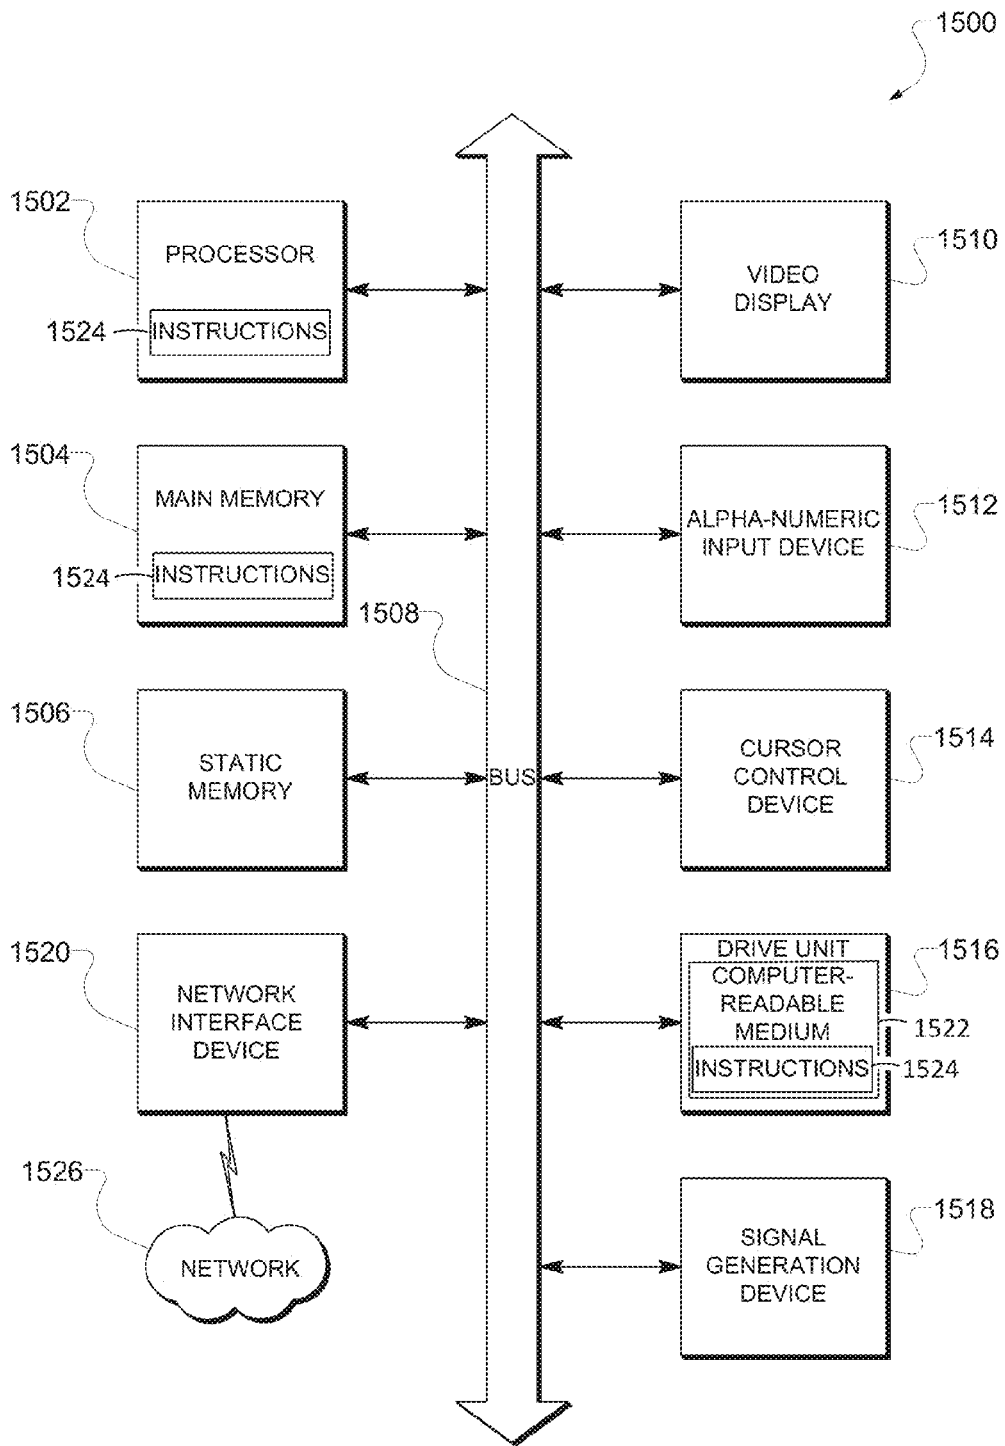 1500
1502
PROCESSOR
1524
INSTRUCTIONS
1510
VIDEO
DISPLAY
1504
MAIN MEMORY
1524
INSTRUCTIONS
1512
ALPHA-NUMERIC
INPUT DEVICE
1508
1506
STATIC
MEMORY
BUS
1514
CURSOR
CONTROL
DEVICE
1520
NETWORK
INTERFACE
DEVICE
1516
DRIVE UNIT
COMPUTER-
READABLE
MEDIUM
1522
INSTRUCTIONS
1524
1526
NETWORK
1518
SIGNAL
GENERATION
DEVICE